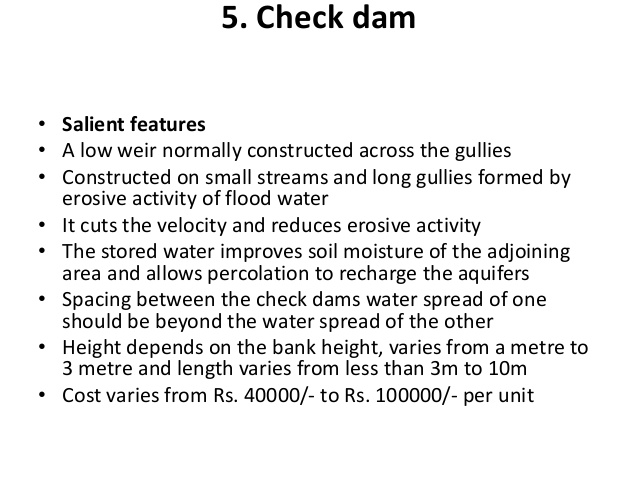 5. Check dam
• Salient features
• A low weir normally constructed across the gullies
• Constructed on small streams and long gullies formed by
erosive activity of flood water
• It cuts the velocity and reduces erosive activity
• The stored water improves soil moisture of the adjoining
area and allows percolation to recharge the aquifers
• Spacing between the check dams water spread of one
should be beyond the water spread of the other
• Height depends on the bank height, varies from a metre to
3 metre and length varies from less than 3m to 10m
• Cost varies from Rs. 40000/- to Rs. 100000/- per unit